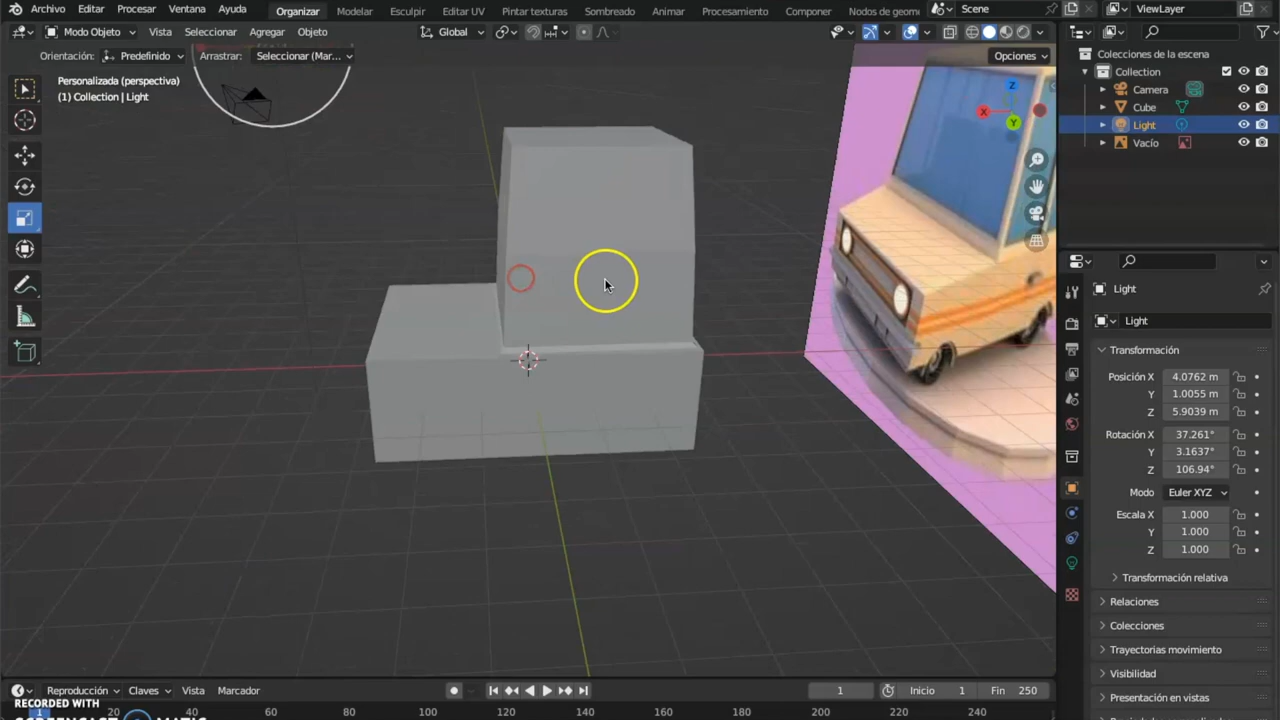 Archivo Editar Procesar Ventana Ayuda Organizar Modelar Esculpir Editar UV Pintar texturas Sombreado Animar Procesamiento Componer Nodos de geome Scene ViewLayer
Modo Objeto Vista Seleccionar Agregar Objeto Global
Orientación: Predefinido Arrastrar: Seleccionar (Mar... Opciones
Personalizada (perspectiva)
(1) Collection | Light
Colecciones de la escena
Collection
Camera
Cube
Light
Vacío
X
Y
Z
Light
Light
Transformación
Posición X 4.0762 m
Y 1.0055 m
Z 5.9039 m
Rotación X 37.261°
Y 3.1637°
Z 106.94°
Modo Euler XYZ
Escala X 1.000
Y 1.000
Z 1.000
Transformación relativa
Relaciones
Colecciones
Trayectorias movimiento
Visibilidad
Presentación en vistas
Reproducción Claves Vista Marcador 1 Inicio 1 Fin 250
1 20 40 60 80 100 120 140 160 180 200 220 240
RECORDED WITH